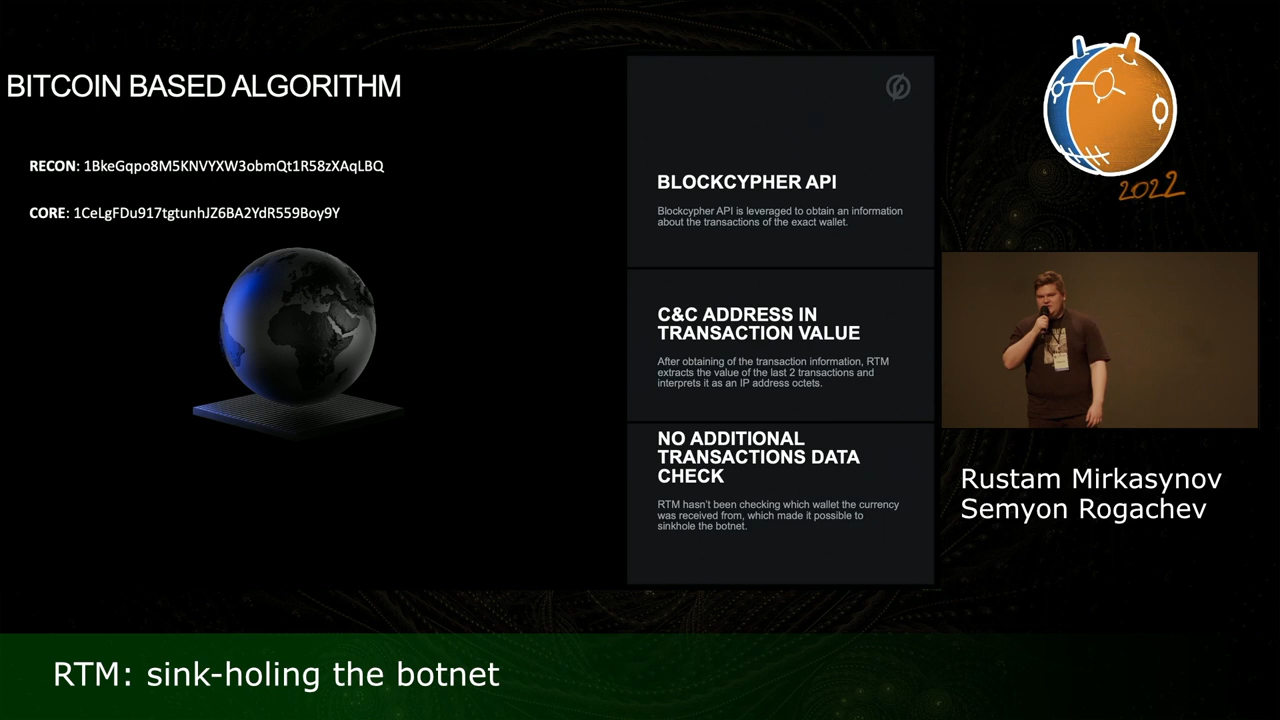 BITCOIN BASED ALGORITHM
RECON: 1BkeGqpo8M5KNVYXW3obmQt1R58zXAqLBQ
CORE: 1CeLgFDu917tgtunhJZ6BA2YdR559Boy9Y
BLOCKCYPHER API
Blockcypher API is leveraged to obtain an information
about the transactions of the exact wallet.
C&C ADDRESS IN
TRANSACTION VALUE
After obtaining of the transaction information, RTM
extracts the value of the last 2 transactions and
interprets it as an IP address octets.
NO ADDITIONAL
TRANSACTIONS DATA
CHECK
RTM hasn't been checking which wallet the currency
was received from, which made it possible to
sinkhole the botnet.
2022
Rustam Mirkasynov
Semyon Rogachev
RTM: sink-holing the botnet